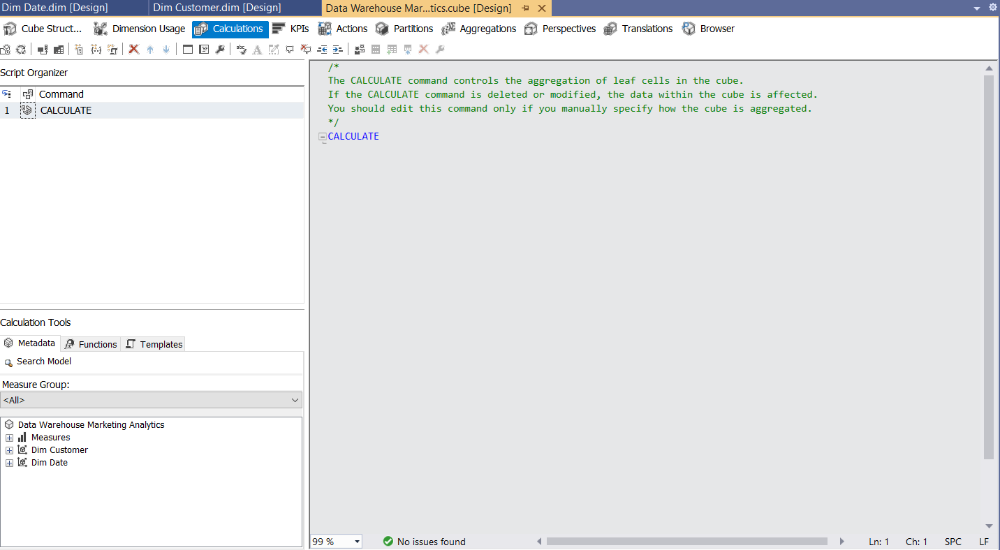 Dim Date.dim [Design]
Dim Customer.dim [Design]
Data Warehouse Mar...tics.cube [Design]
Cube Struct...
Dimension Usage
Calculations
KPIs
Actions
Partitions
Aggregations
Perspectives
Translations
Browser
Script Organizer
Command
1 CALCULATE
Calculation Tools
Metadata
Functions
Templates
Search Model
Measure Group:
<All>
Data Warehouse Marketing Analytics
Measures
Dim Customer
Dim Date
/*
The CALCULATE command controls the aggregation of leaf cells in the cube.
If the CALCULATE command is deleted or modified, the data within the cube is affected.
You should edit this command only if you manually specify how the cube is aggregated.
*/
CALCULATE
99 %
No issues found
Ln: 1
Ch: 1
SPC
LF